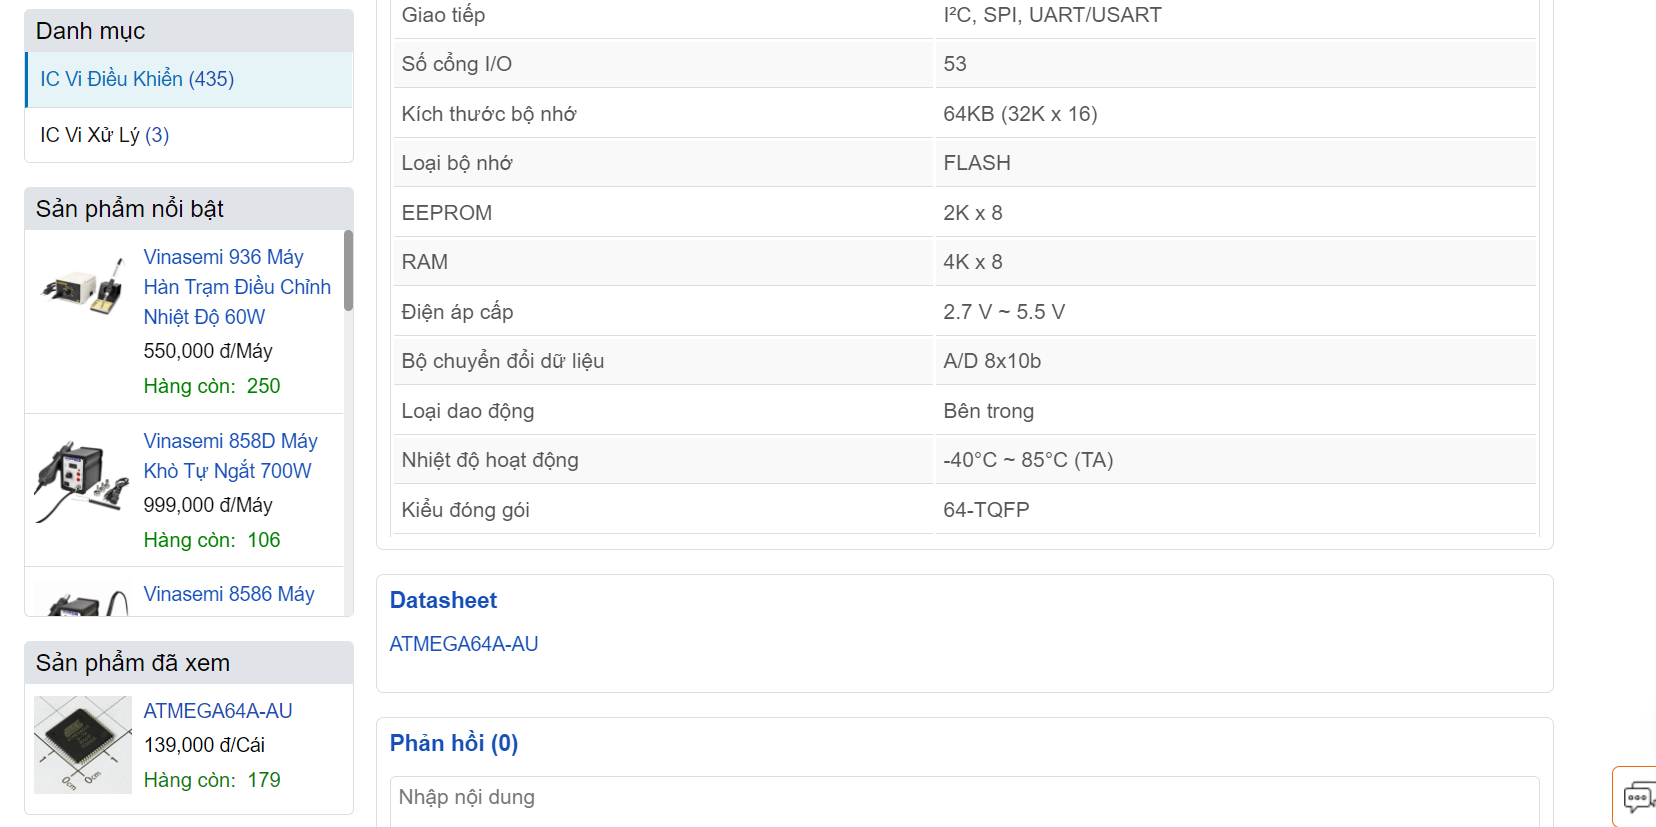 Danh mục
IC Vi Điều Khiển (435)
IC Vi Xử Lý (3)
Sản phẩm nổi bật
Vinasemi 936 Máy
Hàn Trạm Điều Chỉnh
Nhiệt Độ 60W
550,000 đ/Máy
Hàng còn: 250
Vinasemi 858D Máy
Khò Tự Ngắt 700W
999,000 đ/Máy
Hàng còn: 106
Vinasemi 8586 Máy
Sản phẩm đã xem
ATMEGA64A-AU
139,000 đ/Cái
Hàng còn: 179
Giao tiếp I²C, SPI, UART/USART
Số cổng I/O 53
Kích thước bộ nhớ 64KB (32K x 16)
Loại bộ nhớ FLASH
EEPROM 2K x 8
RAM 4K x 8
Điện áp cấp 2.7 V ~ 5.5 V
Bộ chuyển đổi dữ liệu A/D 8x10b
Loại dao động Bên trong
Nhiệt độ hoạt động -40°C ~ 85°C (TA)
Kiểu đóng gói 64-TQFP
Datasheet
ATMEGA64A-AU
Phản hồi (0)
Nhập nội dung